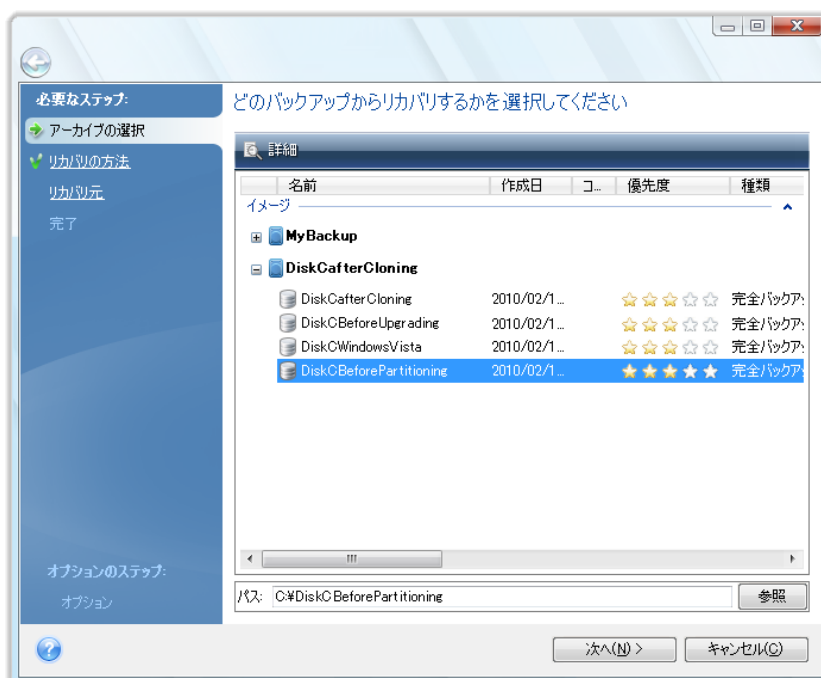 必要なステップ:
アーカイブの選択
リカバリの方法
リカバリ元
完了
オプションのステップ:
オプション
どのバックアップからリカバリするかを選択してください
詳細
名前 作成日 コ... 優先度 種類
イメージ
MyBackup
DiskCafterCloning
DiskCafterCloning 2010/02/1... 完全バックア
DiskCBeforeUpgrading 2010/02/1... 完全バックア
DiskCWindowsVista 2010/02/1... 完全バックア
DiskCBeforePartitioning 2010/02/1... 完全バックア
パス: C:¥DiskCBeforePartitioning 参照
次へ(N) > キャンセル(C)